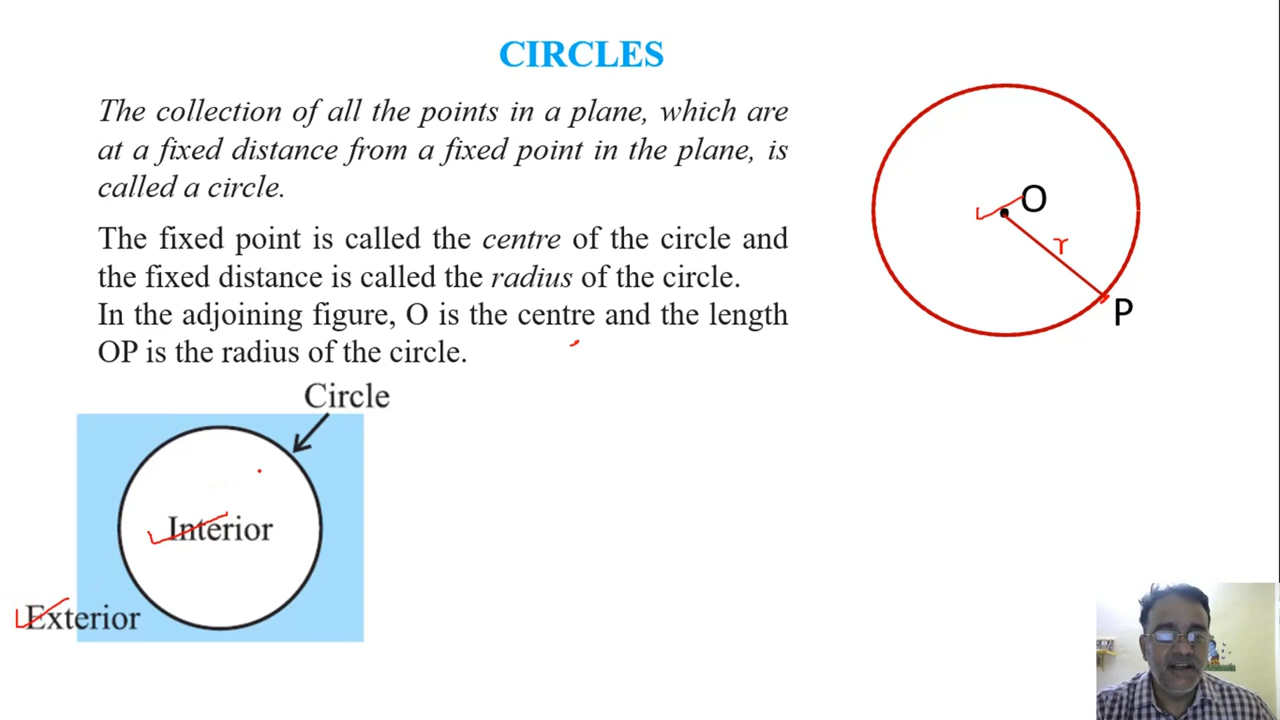 CIRCLES
The collection of all the points in a plane, which are
at a fixed distance from a fixed point in the plane, is
called a circle.
The fixed point is called the centre of the circle and
the fixed distance is called the radius of the circle.
In the adjoining figure, O is the centre and the length
OP is the radius of the circle.
O
r
P
Circle
Interior
Exterior